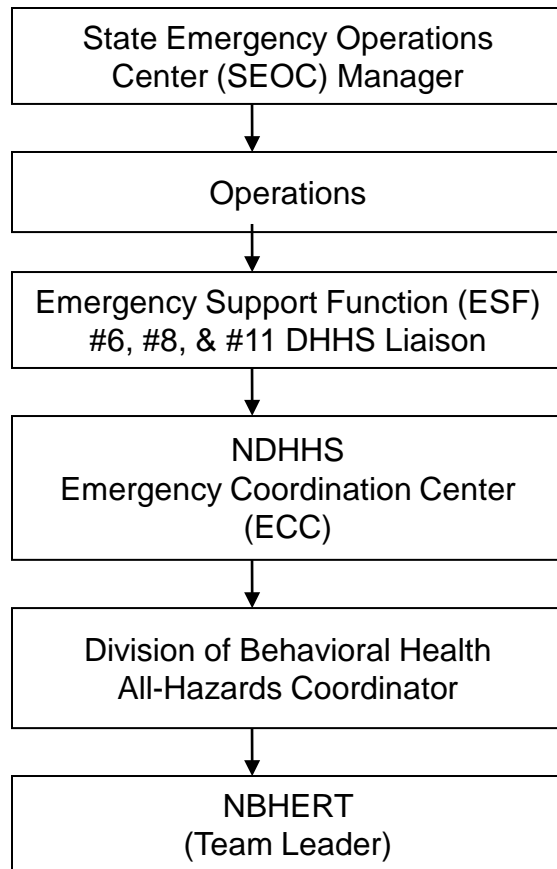 State Emergency Operations
Center (SEOC) Manager
Operations
Emergency Support Function (ESF)
#6, #8, & #11 DHHS Liaison
NDHHS
Emergency Coordination Center
(ECC)
Division of Behavioral Health
All-Hazards Coordinator
NBHERT
(Team Leader)